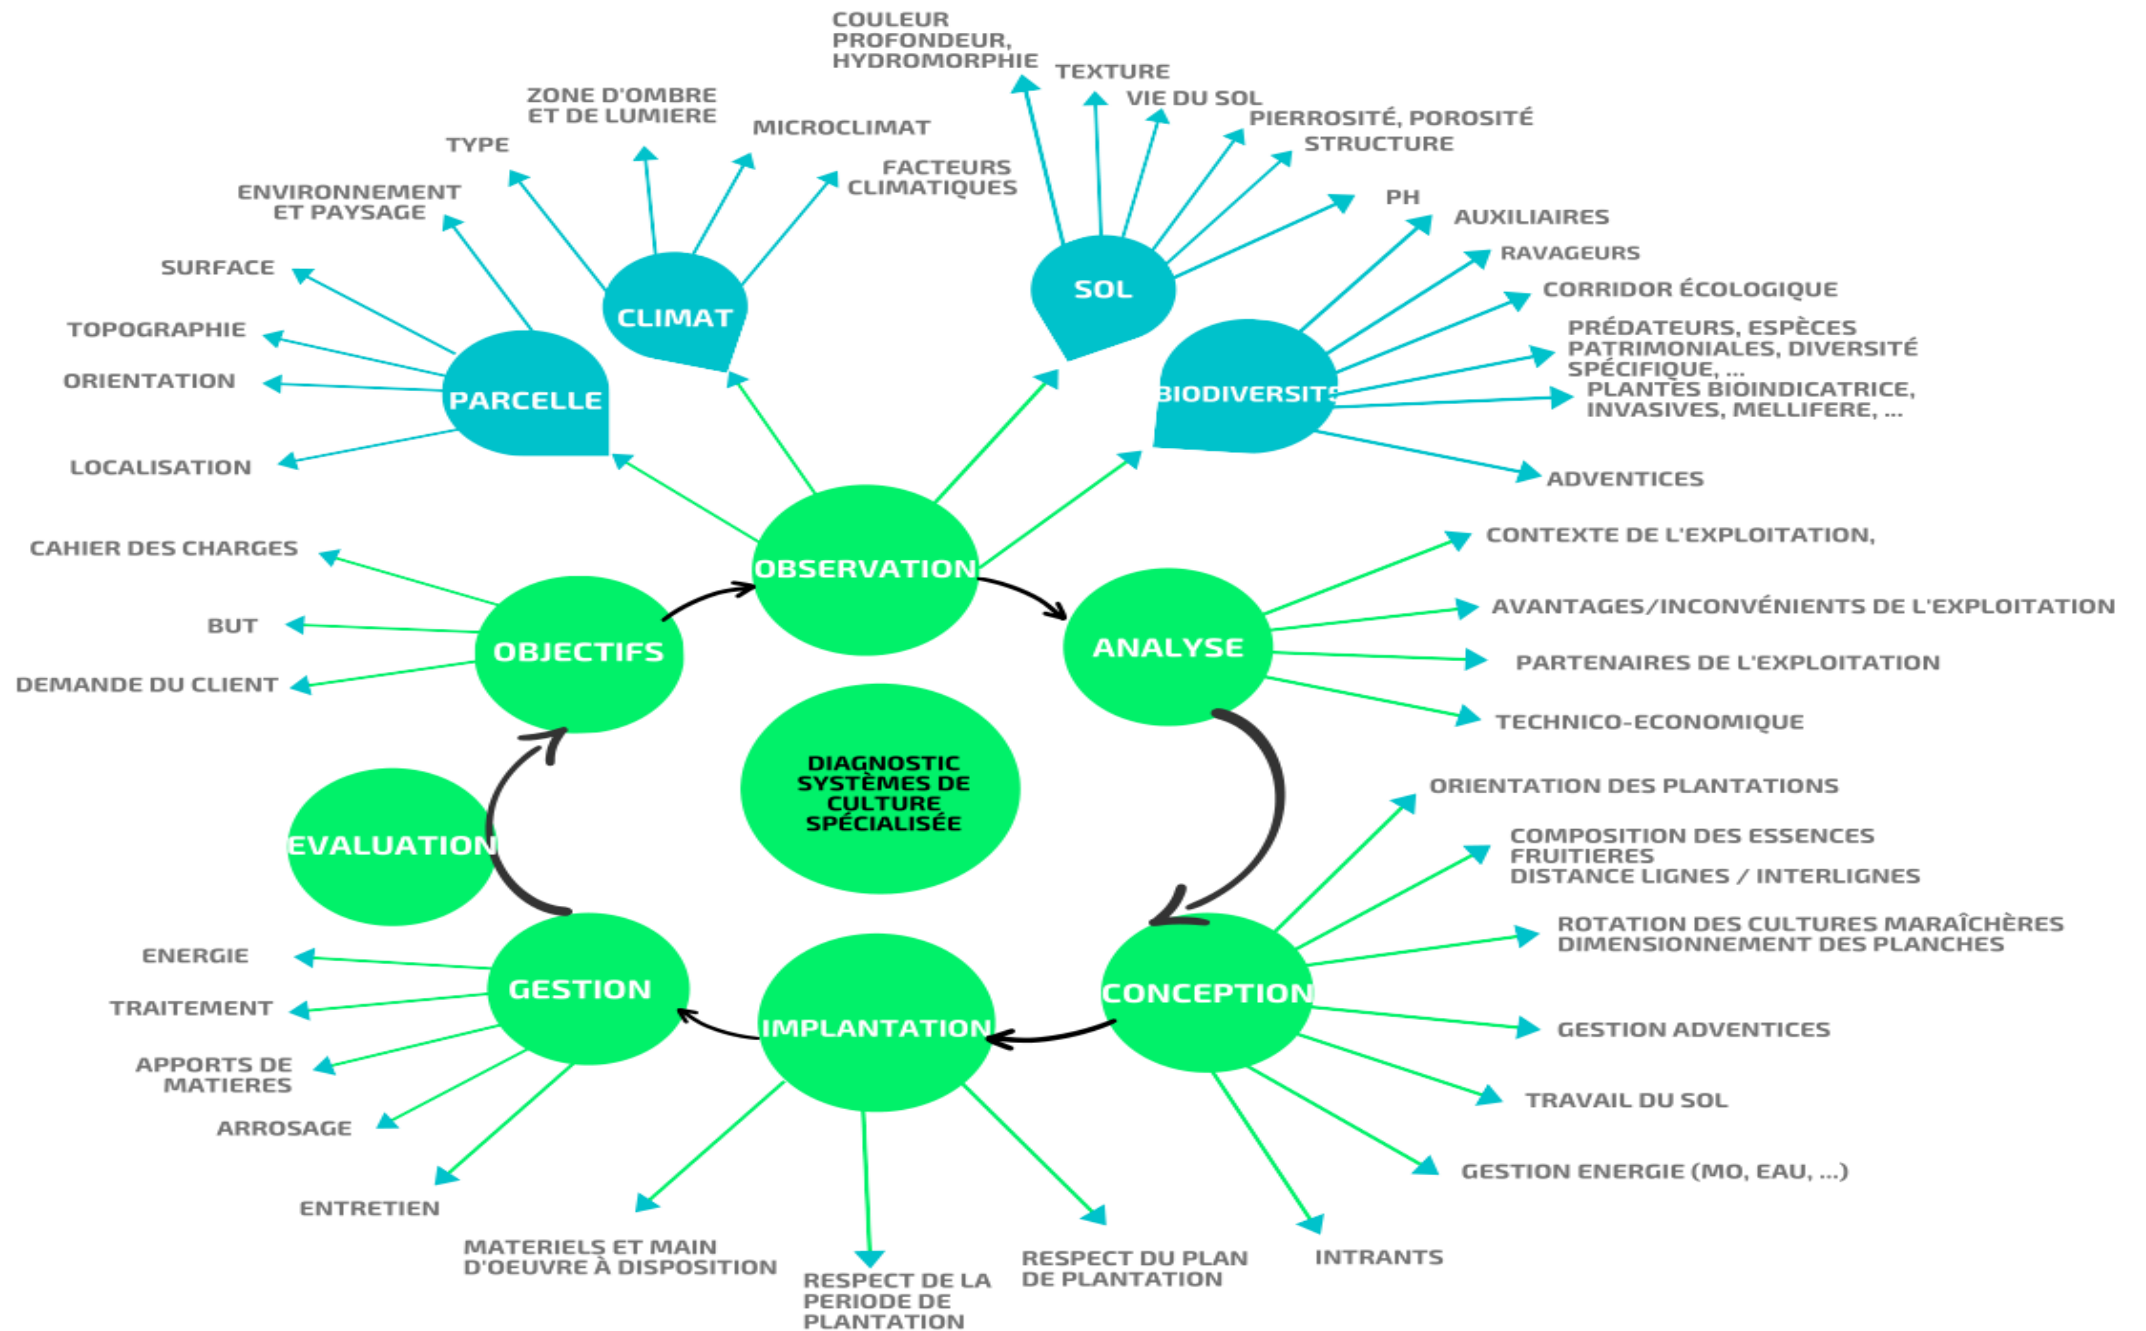 COULEUR
PROFONDEUR,
HYDROMORPHIE
TEXTURE
VIE DU SOL
PIERROSITÉ, POROSITÉ
STRUCTURE
PH
ZONE D'OMBRE
ET DE LUMIERE
MICROCLIMAT
TYPE
FACTEURS
CLIMATIQUES
ENVIRONNEMENT
ET PAYSAGE
SURFACE
TOPOGRAPHIE
ORIENTATION
LOCALISATION
PARCELLE
CLIMAT
SOL
BIODIVERSITÉ
AUXILIAIRES
RAVAGEURS
CORRIDOR ÉCOLOGIQUE
PRÉDATEURS, ESPÈCES
PATRIMONIALES, DIVERSITÉ
SPÉCIFIQUE, ...
PLANTES BIOINDICATRICE,
INVASIVES, MELLIFERE, ...
ADVENTICES
OBSERVATION
CAHIER DES CHARGES
BUT
DEMANDE DU CLIENT
OBJECTIFS
ANALYSE
CONTEXTE DE L'EXPLOITATION,
AVANTAGES/INCONVÉNIENTS DE L'EXPLOITATION
PARTENAIRES DE L'EXPLOITATION
TECHNICO-ECONOMIQUE
DIAGNOSTIC
SYSTÈMES DE
CULTURE
SPÉCIALISÉE
EVALUATION
ORIENTATION DES PLANTATIONS
COMPOSITION DES ESSENCES
FRUITIERES
DISTANCE LIGNES / INTERLIGNES
ROTATION DES CULTURES MARAÎCHÈRES
DIMENSIONNEMENT DES PLANCHES
GESTION ADVENTICES
TRAVAIL DU SOL
GESTION ENERGIE (MO, EAU, ...)
INTRANTS
CONCEPTION
IMPLANTATION
GESTION
ENERGIE
TRAITEMENT
APPORTS DE
MATIERES
ARROSAGE
ENTRETIEN
MATERIELS ET MAIN
D'OEUVRE À DISPOSITION
RESPECT DE LA
PERIODE DE
PLANTATION
RESPECT DU PLAN
DE PLANTATION